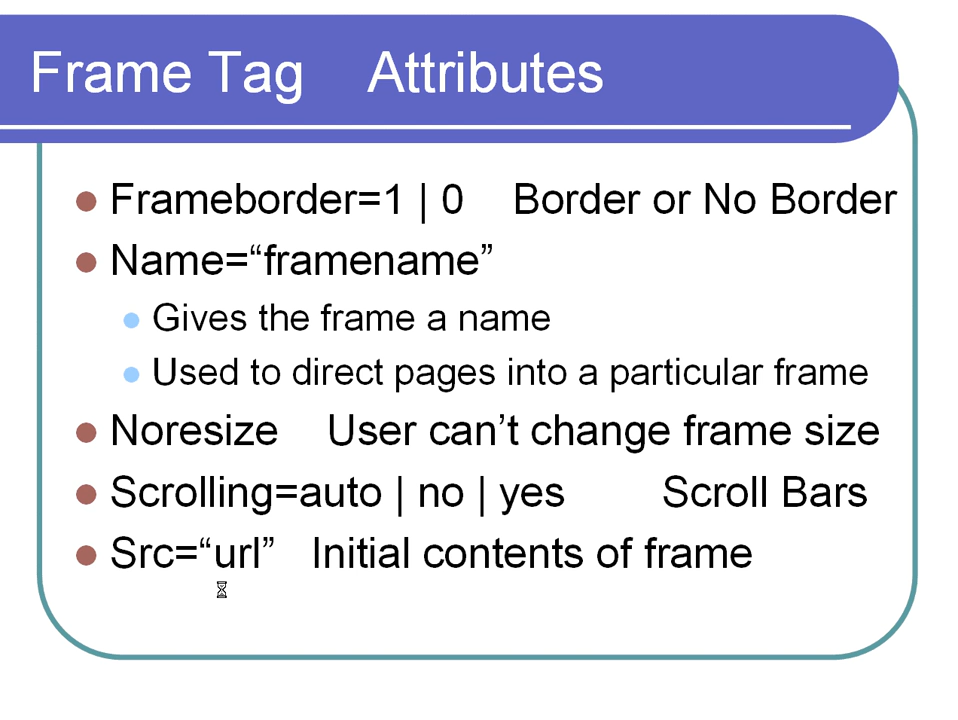 Frame Tag Attributes
Frameborder=1 | 0 Border or No Border
Name=“framename”
Gives the frame a name
Used to direct pages into a particular frame
Noresize User can’t change frame size
Scrolling=auto | no | yes Scroll Bars
Src=“url” Initial contents of frame